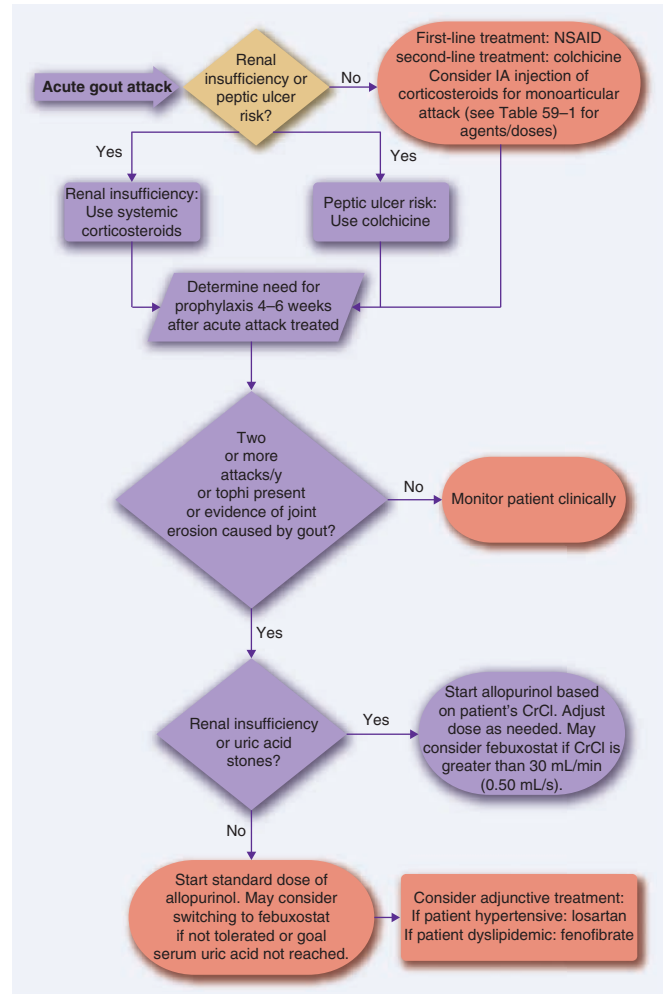 Acute gout attack
Renal
insufficiency or
peptic ulcer
risk?
No
First-line treatment: NSAID
second-line treatment: colchicine
Consider IA injection of
corticosteroids for monoarticular
attack (see Table 59–1 for
agents/doses)
Yes
Yes
Renal insufficiency:
Use systemic
corticosteroids
Peptic ulcer risk:
Use colchicine
Determine need for
prophylaxis 4–6 weeks
after acute attack treated
Two
or more
attacks/y
or tophi present
or evidence of joint
erosion caused by gout?
No
Monitor patient clinically
Yes
Renal insufficiency
or uric acid
stones?
Yes
Start allopurinol based
on patient's CrCl. Adjust
dose as needed. May
consider febuxostat if CrCl is
greater than 30 mL/min
(0.50 mL/s).
No
Start standard dose of
allopurinol. May consider
switching to febuxostat
if not tolerated or goal
serum uric acid not reached.
Consider adjunctive treatment:
If patient hypertensive: losartan
If patient dyslipidemic: fenofibrate